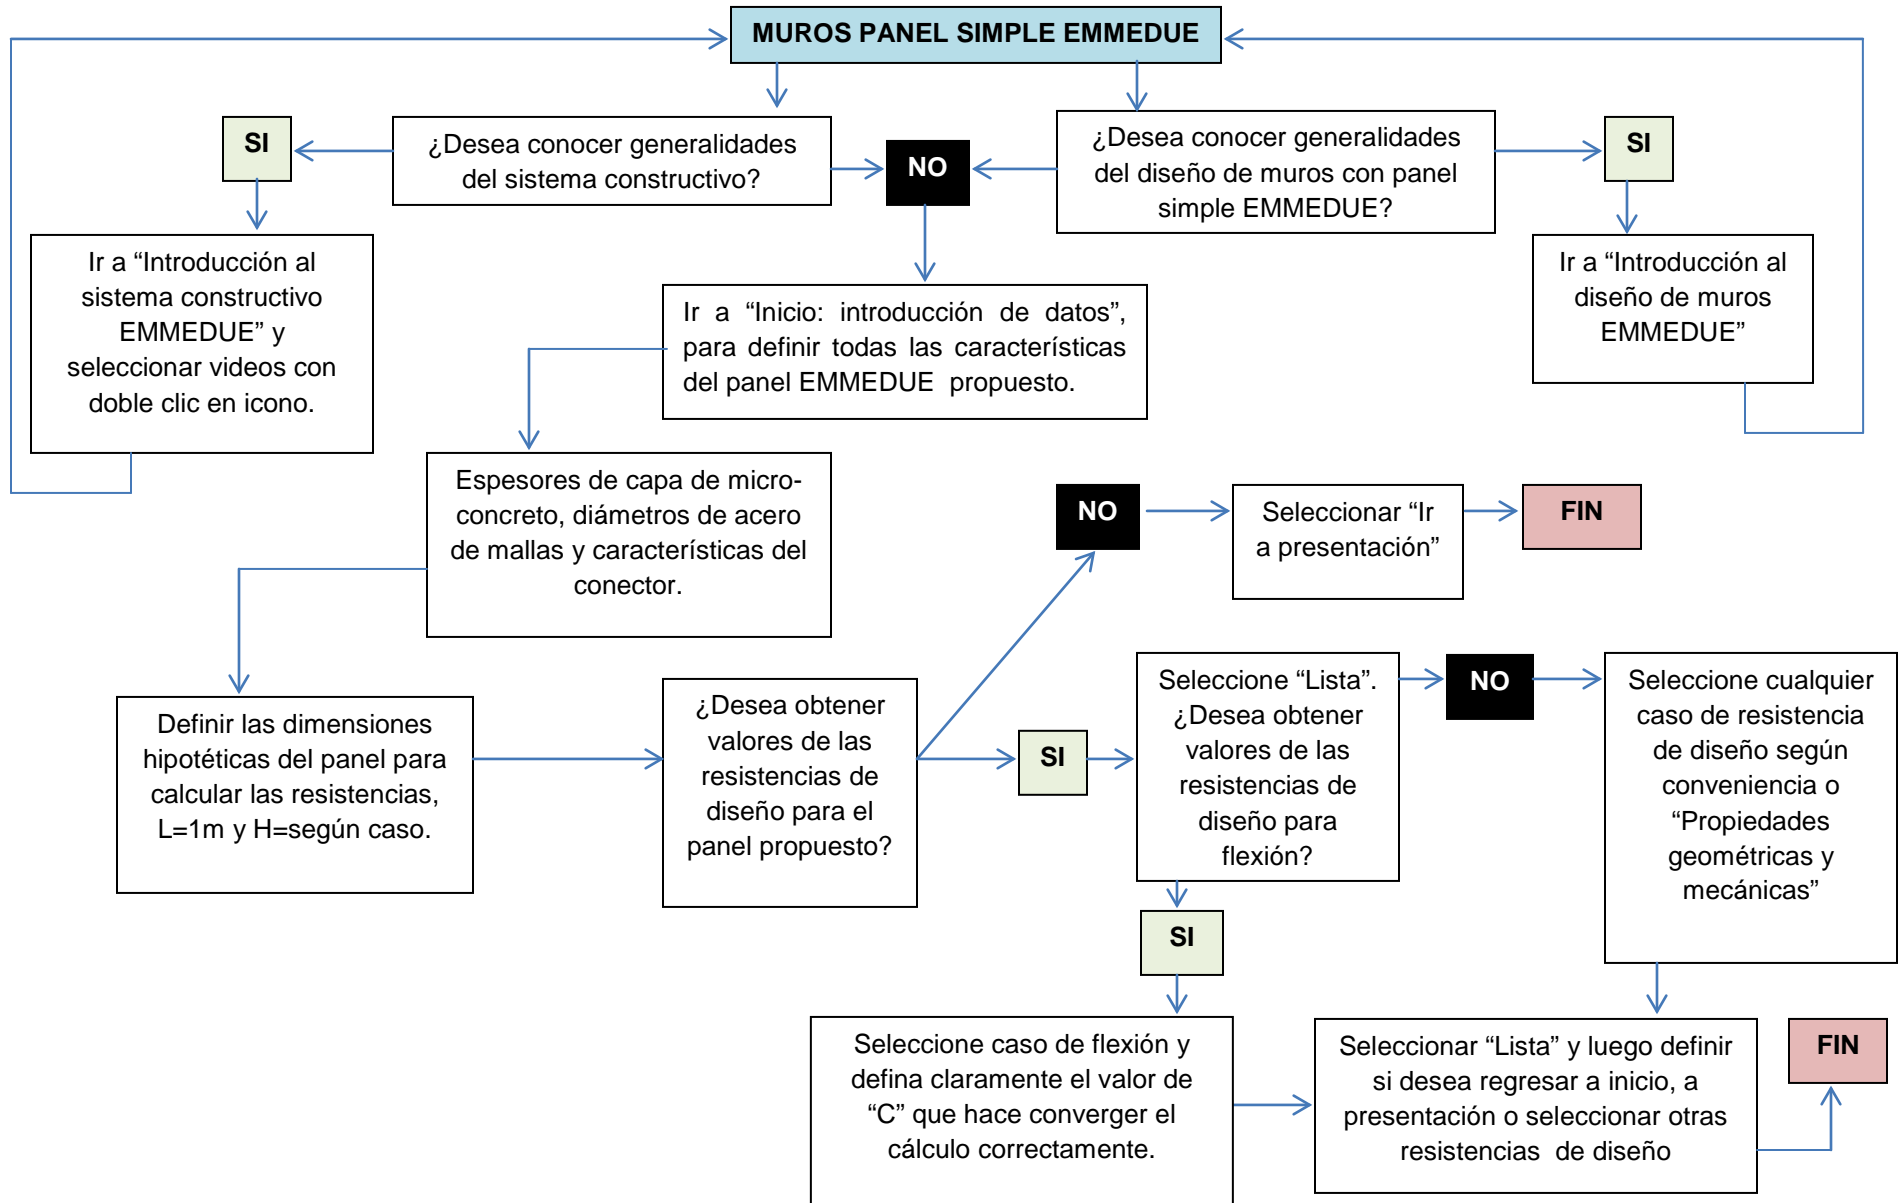 MUROS PANEL SIMPLE EMMEDUE
SI
¿Desea conocer generalidades
del sistema constructivo?
NO
¿Desea conocer generalidades
del diseño de muros con panel
simple EMMEDUE?
SI
Ir a “Introducción al
sistema constructivo
EMMEDUE” y
seleccionar videos con
doble clic en icono.
Ir a “Inicio: introducción de datos”,
para definir todas las características
del panel EMMEDUE propuesto.
Ir a “Introducción al
diseño de muros
EMMEDUE”
Espesores de capa de micro-
concreto, diámetros de acero
de mallas y características del
conector.
NO
Seleccionar “Ir
a presentación”
FIN
Definir las dimensiones
hipotéticas del panel para
calcular las resistencias,
L=1m y H=según caso.
¿Desea obtener
valores de las
resistencias de
diseño para el
panel propuesto?
SI
Seleccione “Lista”.
¿Desea obtener
valores de las
resistencias de
diseño para
flexión?
NO
Seleccione cualquier
caso de resistencia
de diseño según
conveniencia o
“Propiedades
geométricas y
mecánicas”
SI
Seleccione caso de flexión y
defina claramente el valor de
“C” que hace converger el
cálculo correctamente.
Seleccionar “Lista” y luego definir
si desea regresar a inicio, a
presentación o seleccionar otras
resistencias de diseño
FIN